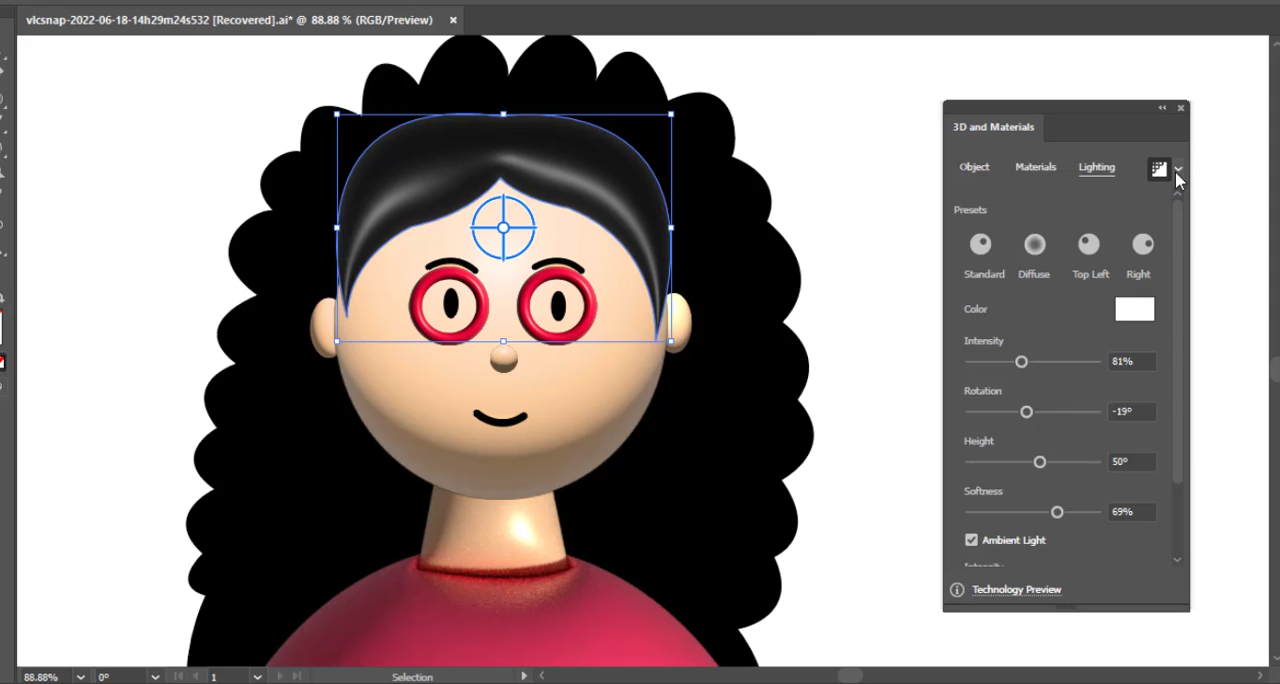 vlcsnap-2022-06-18-14h29m24s532 [Recovered].ai* @ 88.88 % (RGB/Preview)
3D and Materials
Object Materials Lighting
Presets
Standard Diffuse Top Left Right
Color
Intensity
81%
Rotation
-19°
Height
50°
Softness
69%
Ambient Light
Technology Preview
88.88% 0° 1 Selection